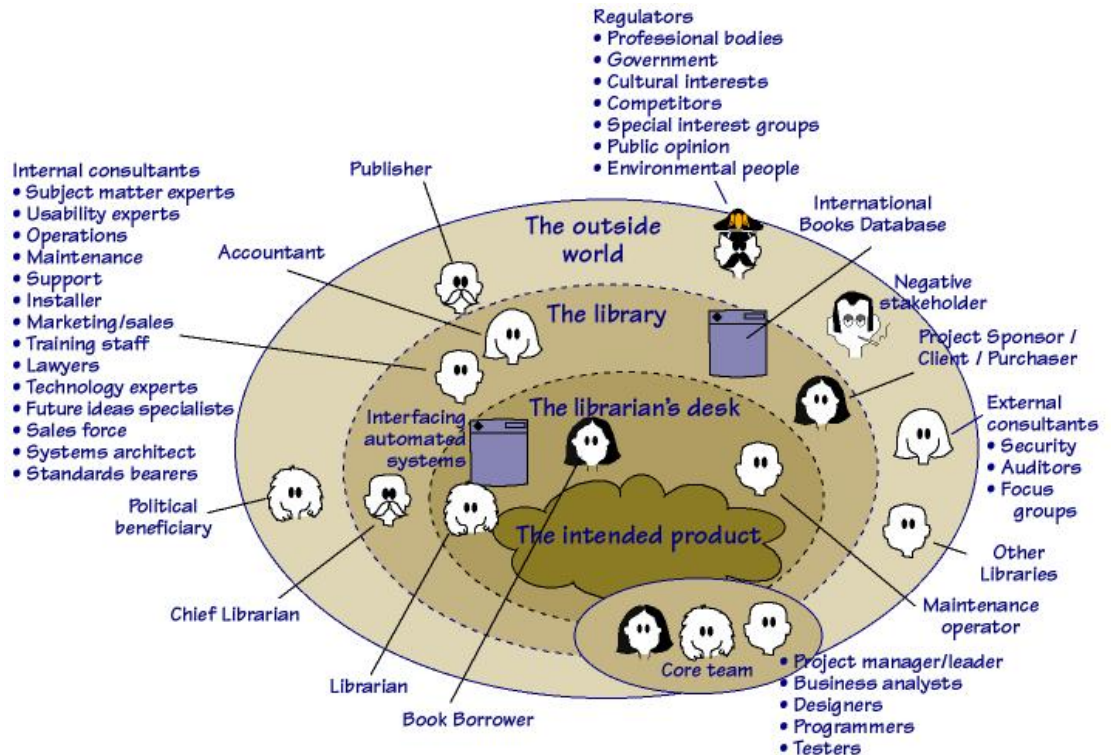 Regulators
• Professional bodies
• Government
• Cultural interests
• Competitors
• Special interest groups
• Public opinion
• Environmental people
Internal consultants
• Subject matter experts
• Usability experts
• Operations
• Maintenance
• Support
• Installer
• Marketing/sales
• Training staff
• Lawyers
• Technology experts
• Future ideas specialists
• Sales force
• Systems architect
• Standards bearers
Publisher
Accountant
The outside
world
International
Books Database
Negative
stakeholder
The library
Project Sponsor /
Client / Purchaser
The librarian's desk
Interfacing
automated
systems
External
consultants
• Security
• Auditors
• Focus
groups
Political
beneficiary
The intended product
Other
Libraries
Chief Librarian
Maintenance
operator
Librarian
Book Borrower
Core team
• Project manager/leader
• Business analysts
• Designers
• Programmers
• Testers